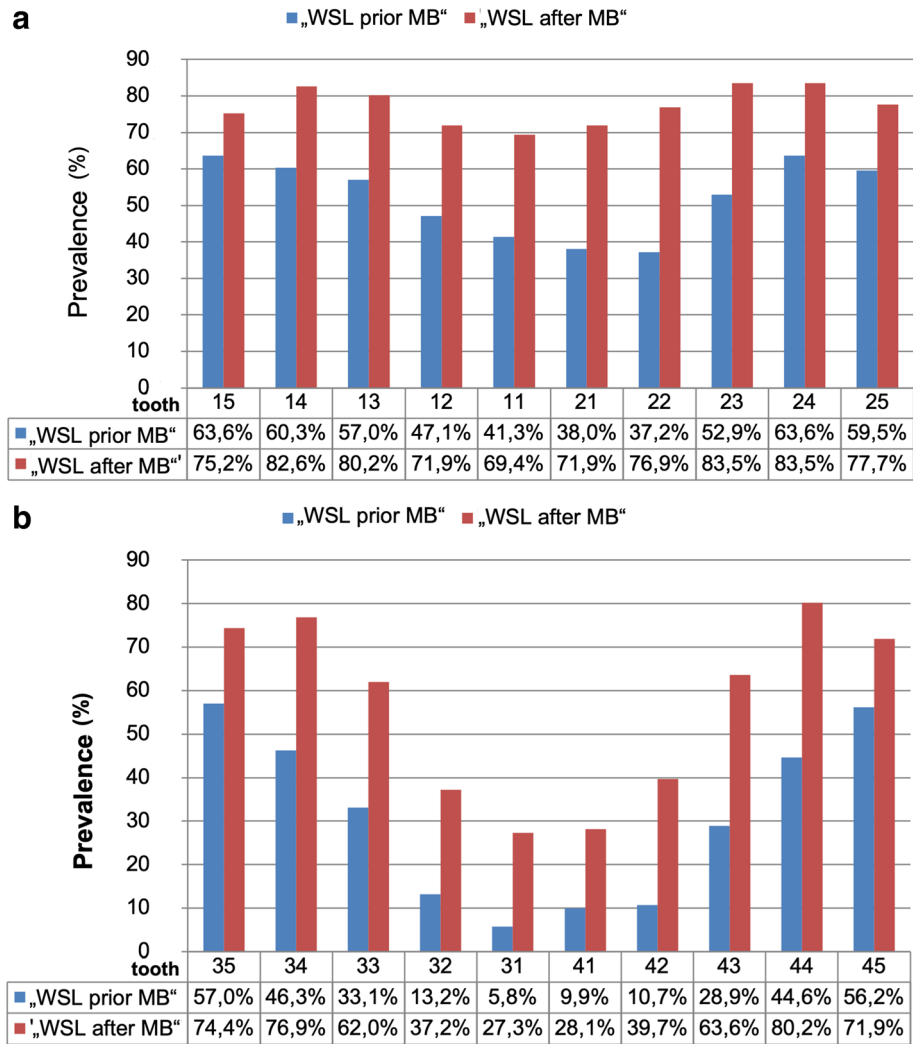 a
„WSL prior MB“ „WSL after MB“
Prevalence (%)
90
80
70
60
50
40
30
20
10
0
tooth 15 14 13 12 11 21 22 23 24 25
„WSL prior MB“ 63,6% 60,3% 57,0% 47,1% 41,3% 38,0% 37,2% 52,9% 63,6% 59,5%
„WSL after MB“' 75,2% 82,6% 80,2% 71,9% 69,4% 71,9% 76,9% 83,5% 83,5% 77,7%
b
„WSL prior MB“ „WSL after MB“
Prevalence (%)
90
80
70
60
50
40
30
20
10
0
tooth 35 34 33 32 31 41 42 43 44 45
„WSL prior MB“ 57,0% 46,3% 33,1% 13,2% 5,8% 9,9% 10,7% 28,9% 44,6% 56,2%
'„WSL after MB“ 74,4% 76,9% 62,0% 37,2% 27,3% 28,1% 39,7% 63,6% 80,2% 71,9%